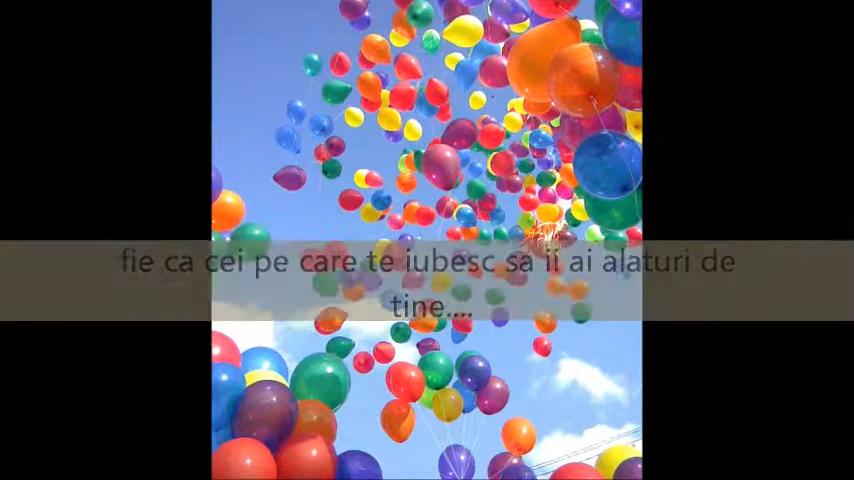 fie ca cei pe care te iubesc sa ii ai alaturi de
tine....